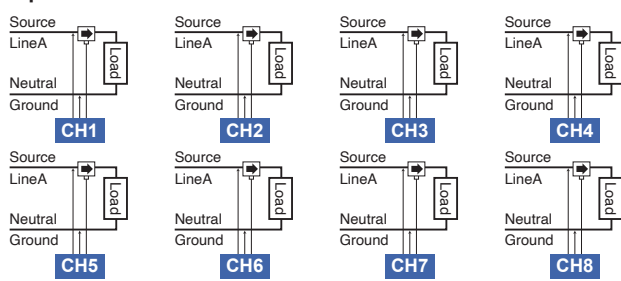 Source Source Source Source
LineA LineA LineA LineA
Load Load Load Load
Neutral Neutral Neutral Neutral
Ground Ground Ground Ground
CH1 CH2 CH3 CH4
Source Source Source Source
LineA LineA LineA LineA
Load Load Load Load
Neutral Neutral Neutral Neutral
Ground Ground Ground Ground
CH5 CH6 CH7 CH8